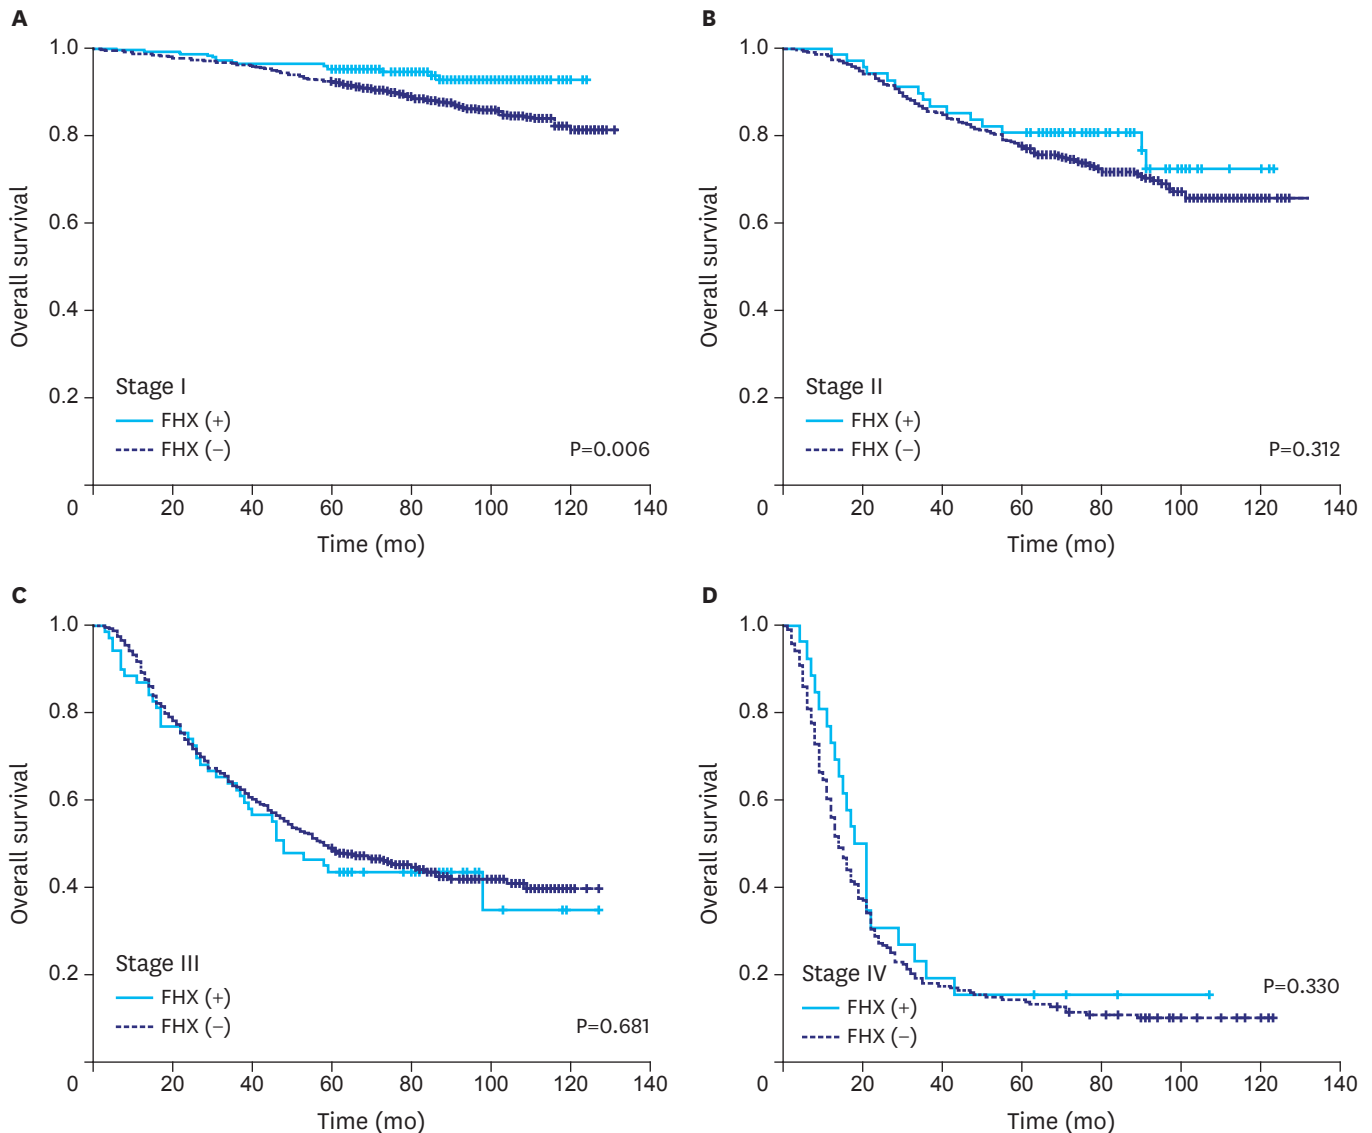 A
1.0
0.8
0.6
0.4
0.2
Overall survival
Stage I
FHX (+)
FHX (−)
P=0.006
0 20 40 60 80 100 120 140
Time (mo)
B
1.0
0.8
0.6
0.4
0.2
Overall survival
Stage II
FHX (+)
FHX (−)
P=0.312
0 20 40 60 80 100 120 140
Time (mo)
C
1.0
0.8
0.6
0.4
0.2
Overall survival
Stage III
FHX (+)
FHX (−)
P=0.681
0 20 40 60 80 100 120 140
Time (mo)
D
1.0
0.8
0.6
0.4
0.2
Overall survival
Stage IV
FHX (+)
FHX (−)
P=0.330
0 20 40 60 80 100 120 140
Time (mo)